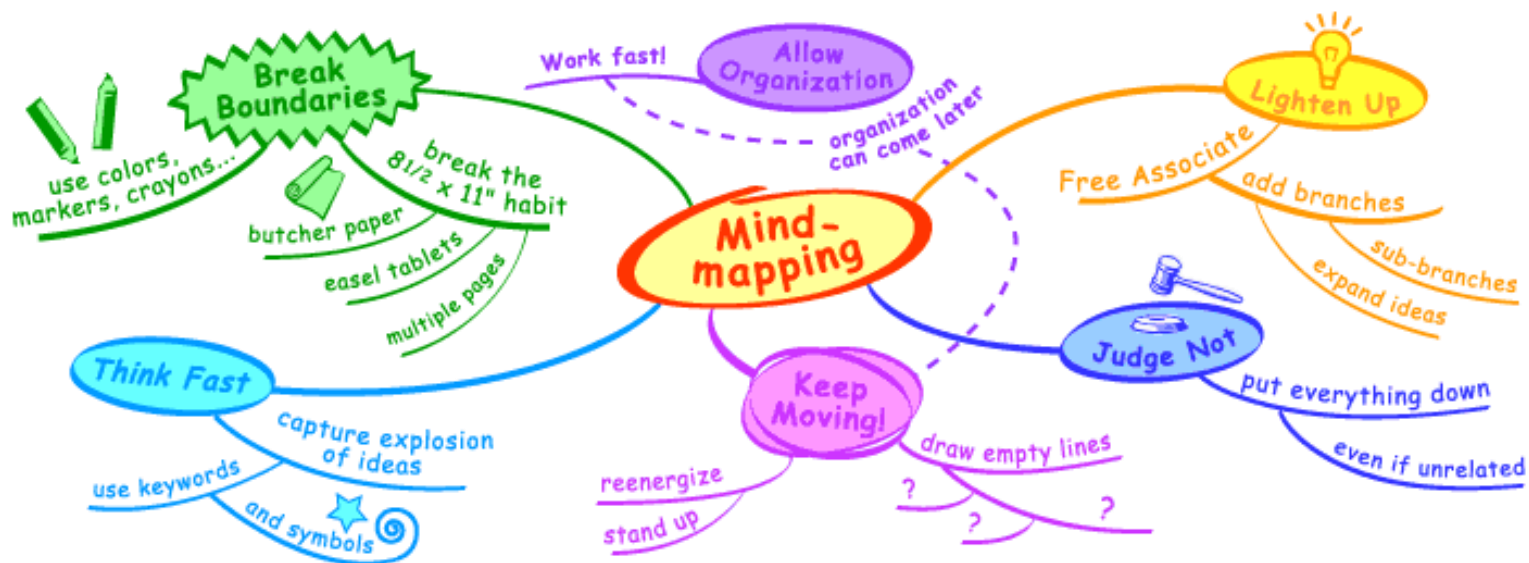 Mind-
mapping
Break
Boundaries
use colors,
markers, crayons...
break the
8 1/2 x 11" habit
butcher paper
easel tablets
multiple pages
Allow
Organization
Work fast!
organization
can come later
Lighten Up
Free Associate
add branches
sub-branches
expand ideas
Judge Not
put everything down
even if unrelated
Keep
Moving!
draw empty lines
?
?
?
reenergize
stand up
Think Fast
capture explosion
of ideas
use keywords
and symbols